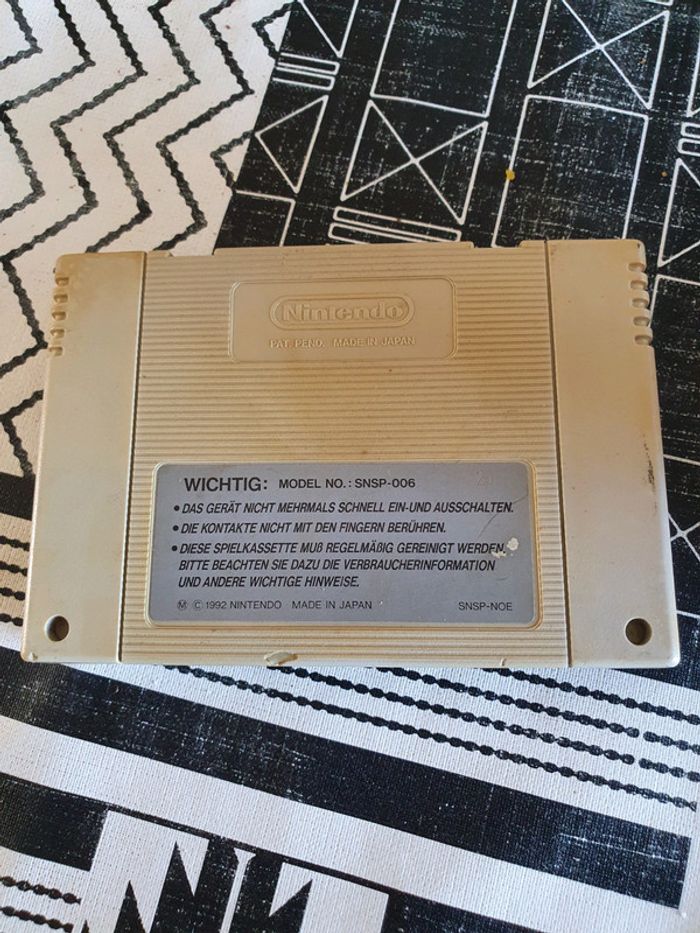 Nintendo
PAT. PEND. MADE IN JAPAN
WICHTIG: MODEL NO.: SNSP-006
• DAS GERÄT NICHT MEHRMALS SCHNELL EIN-UND AUSSCHALTEN.
• DIE KONTAKTE NICHT MIT DEN FINGERN BERÜHREN.
• DIESE SPIELKASSETTE MUß REGELMÄßIG GEREINIGT WERDEN.
BITTE BEACHTEN SIE DAZU DIE VERBRAUCHERINFORMATION
UND ANDERE WICHTIGE HINWEISE.
Ⓜ © 1992 NINTENDO MADE IN JAPAN SNSP-NOE